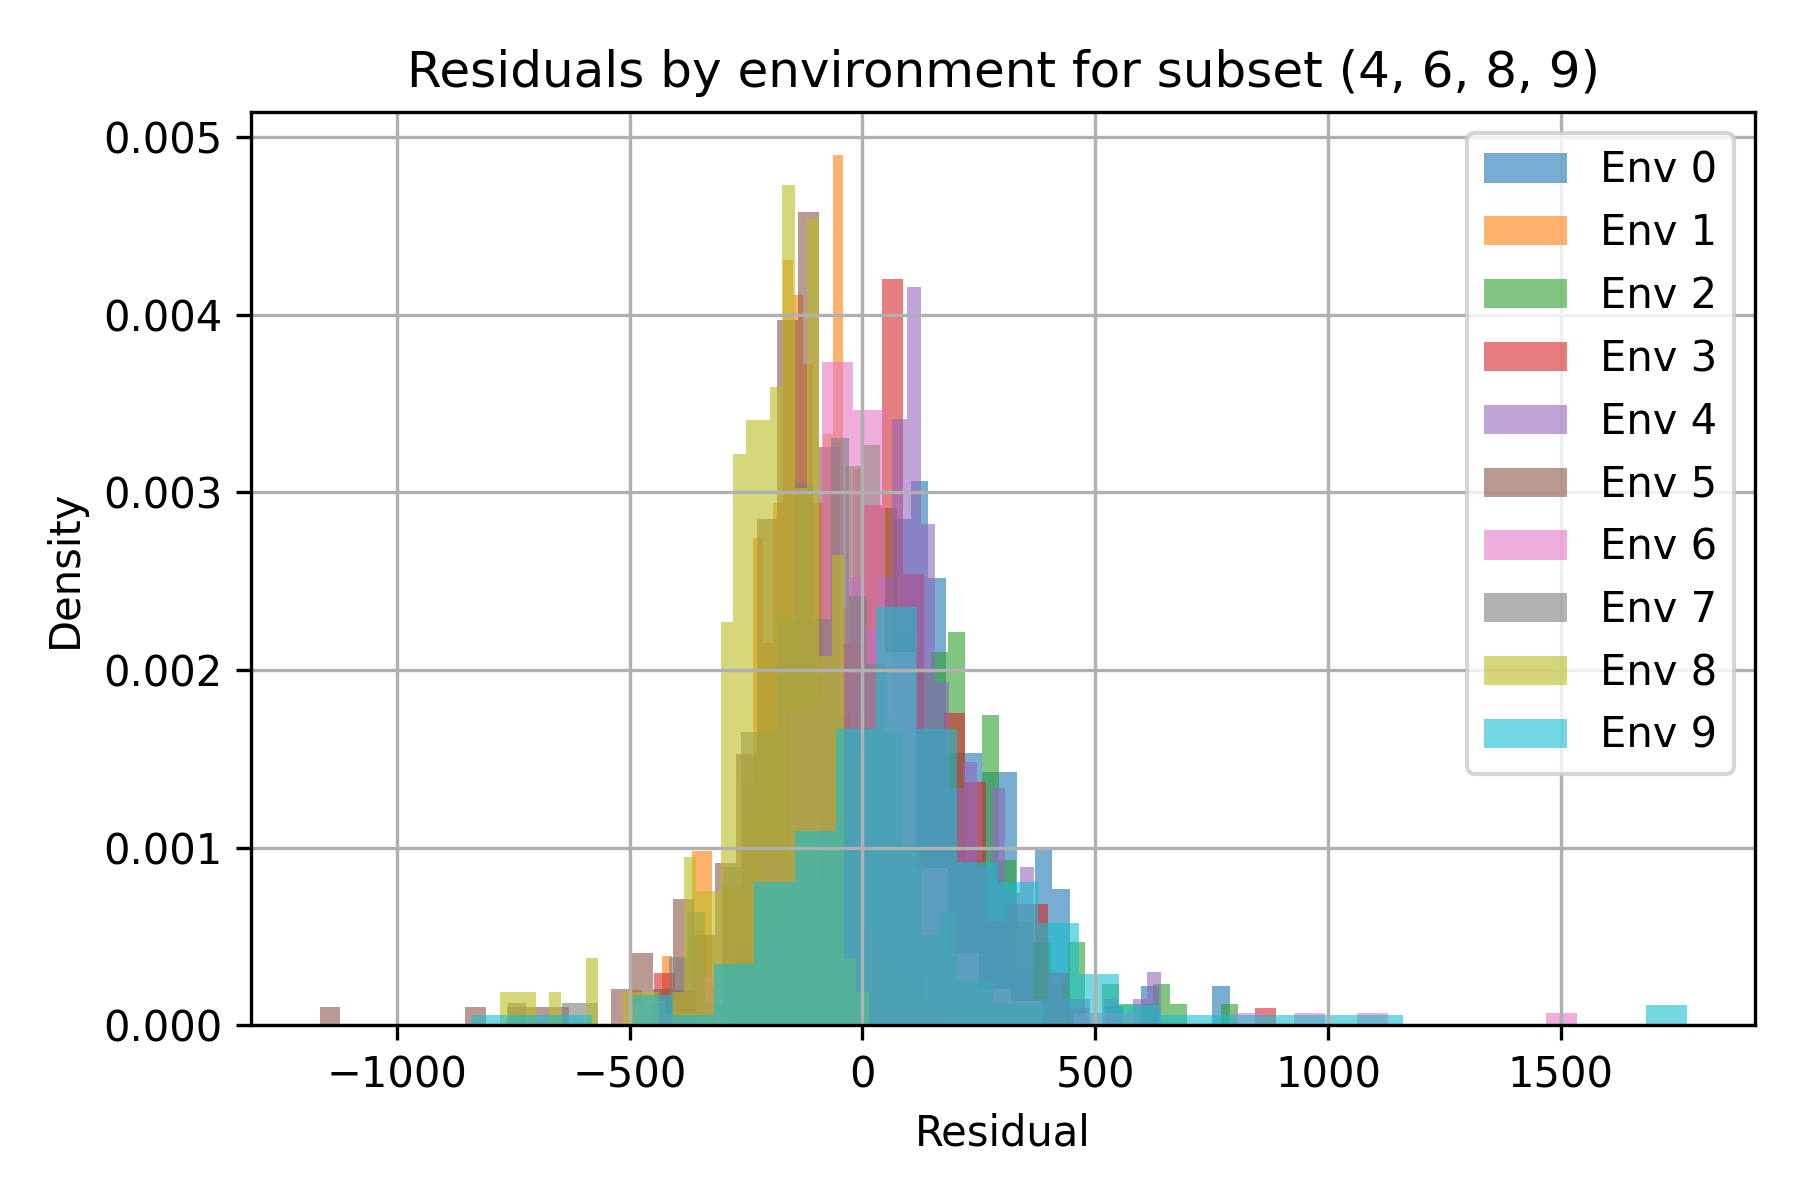 Residuals by environment for subset (4, 6, 8, 9)
0.005
0.004
0.003
0.002
0.001
0.000
Density
−1000
−500
0
500
1000
1500
Residual
Env 0
Env 1
Env 2
Env 3
Env 4
Env 5
Env 6
Env 7
Env 8
Env 9